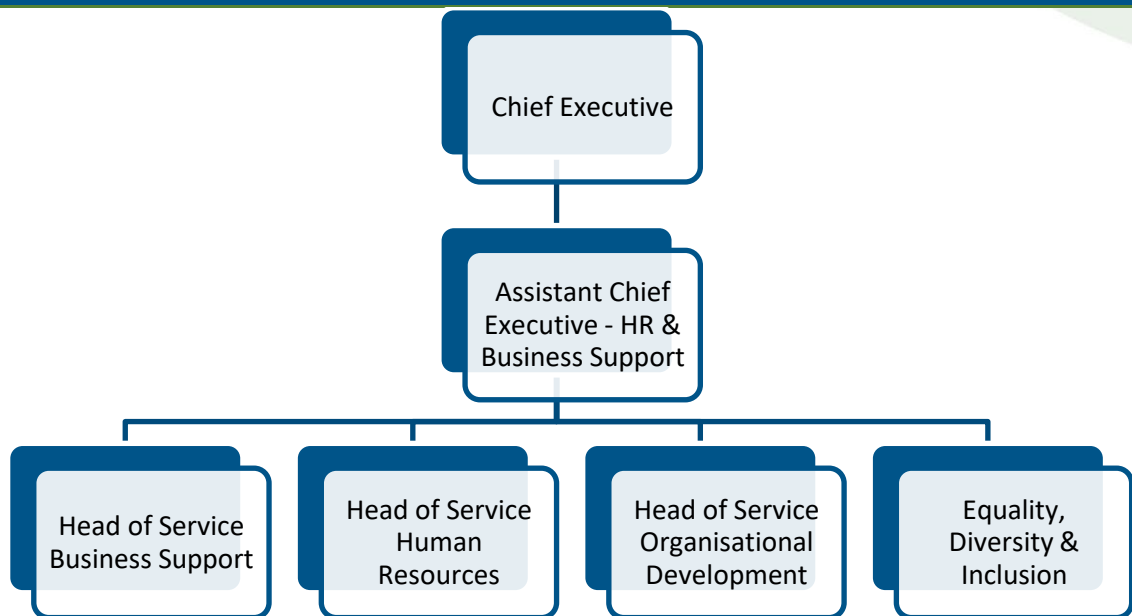 Chief Executive
Assistant Chief
Executive - HR &
Business Support
Head of Service
Business Support
Head of Service
Human
Resources
Head of Service
Organisational
Development
Equality,
Diversity &
Inclusion